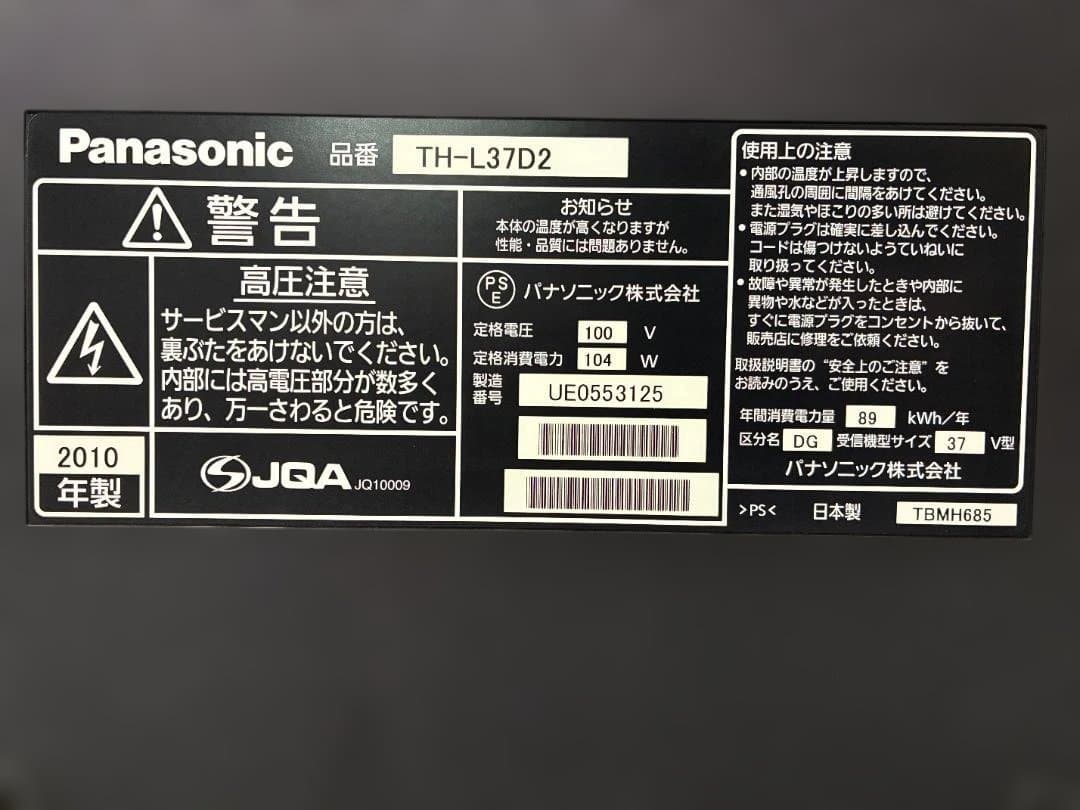 Panasonic 品番 TH-L37D2
警告
高圧注意
サービスマン以外の方は、
裏ぶたをあけないでください。
内部には高電圧部分が数多く
あり、万一さわると危険です。
2010
年製
JQA JQ10009
お知らせ
本体の温度が高くなりますが
性能・品質には問題ありません。
PSE パナソニック株式会社
定格電圧 100 V
定格消費電力 104 W
製造
番号 UE0553125
使用上の注意
•内部の温度が上昇しますので、
通風孔の周囲に間隔をあけてください。
また湿気やほこりの多い所は避けてください。
•電源プラグは確実に差し込んでください。
コードは傷つけないようていねいに
取り扱ってください。
•故障や異常が発生したときや内部に
異物や水などが入ったときは、
すぐに電源プラグをコンセントから抜いて、
販売店に修理をご依頼ください。
取扱説明書の“安全上のご注意”を
お読みのうえ、ご使用ください。
年間消費電力量 89 kWh/年
区分名 DG 受信機型サイズ 37 V型
パナソニック株式会社
>PS< 日本製 TBMH685